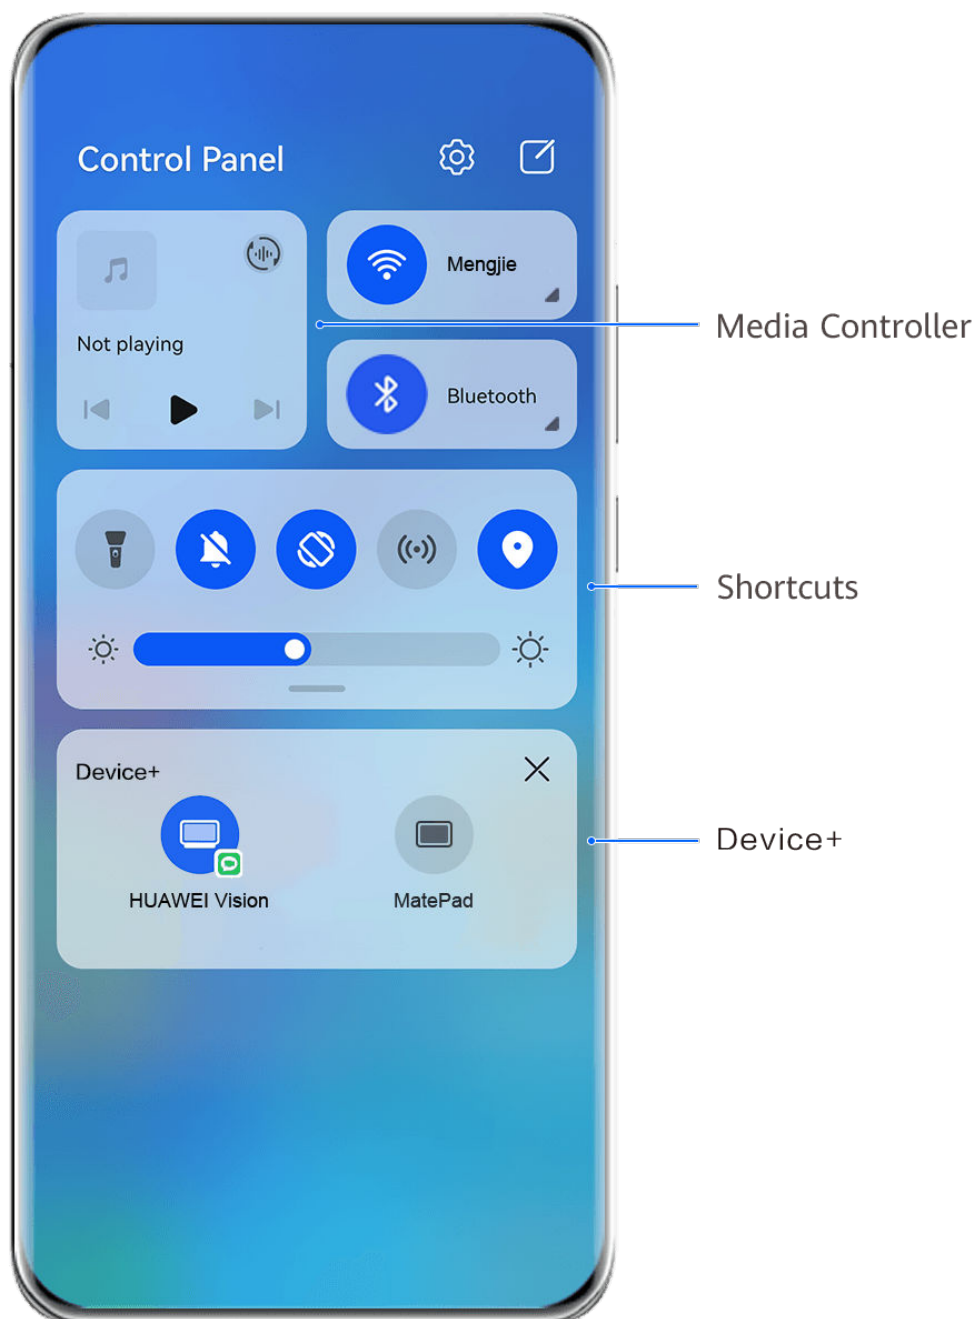 Control Panel
Mengjie
Not playing
Bluetooth
Media Controller
Shortcuts
Device+
HUAWEI Vision
MatePad
Device+